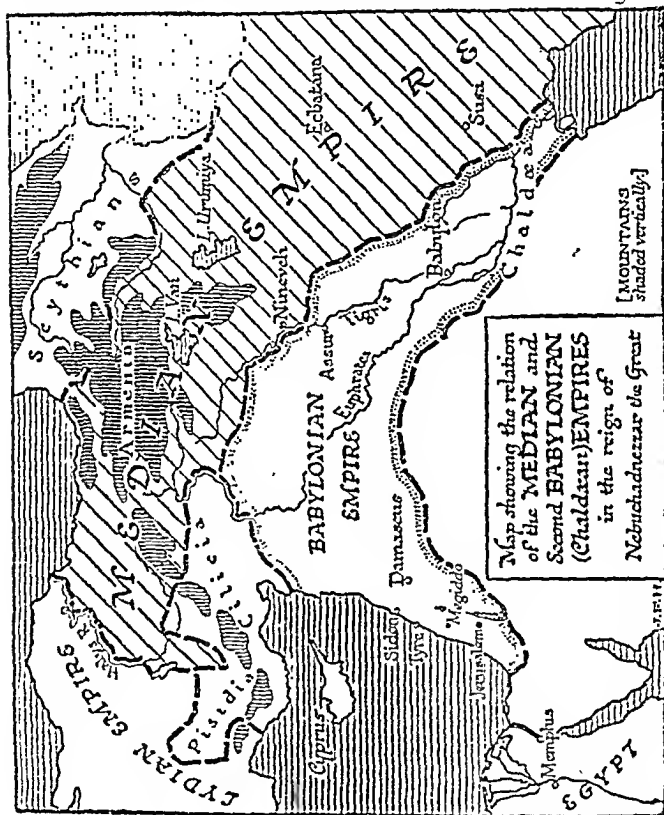 Map showing the relation
of the MEDIAN and
Second BABYLONIAN
(Chaldæan) EMPIRES
in the reign of
Nebuchadnezzar the Great
[MOUNTAINS
shaded vertically.]
LYDIAN EMPIRE
MEDIAN EMPIRE
Scythians
Armenia
L. Van
L. Urumiya
Halys R.
Pisidi
Cilicia
Cyprus
Nineveh
Ecbatana
Susa
Assur
Tigris
Euphrates
BABYLONIAN
EMPIRE
Babylon
Chaldæa
Damascus
Sidon
Tyre
Megiddo
Jerusalem
Memphis
EGYPT
J.F.H.